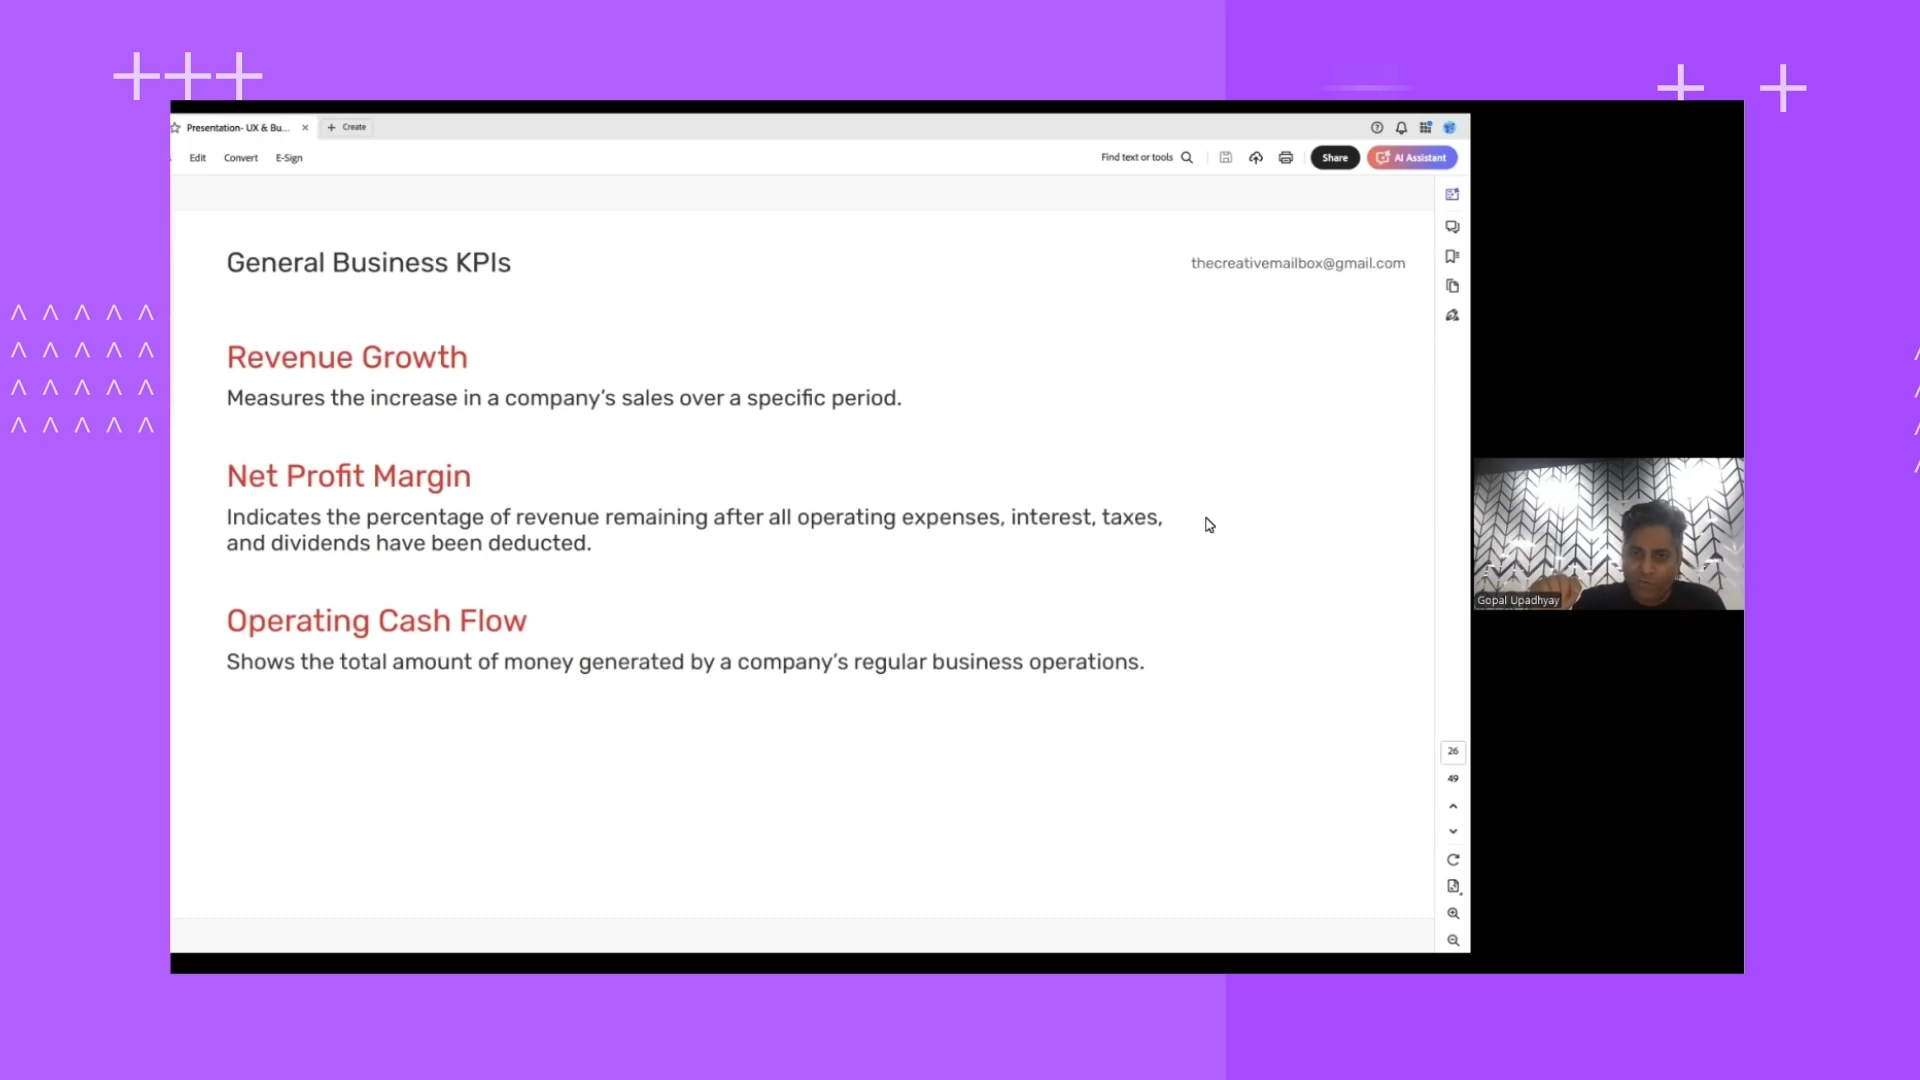 Presentation- UX & Bu...
Create
Edit Convert E-Sign
Find text or tools
Share
AI Assistant
General Business KPIs
thecreativemailbox@gmail.com
Revenue Growth
Measures the increase in a company’s sales over a specific period.
Net Profit Margin
Indicates the percentage of revenue remaining after all operating expenses, interest, taxes,
and dividends have been deducted.
Operating Cash Flow
Shows the total amount of money generated by a company’s regular business operations.
Gopal Upadhyay
26
49